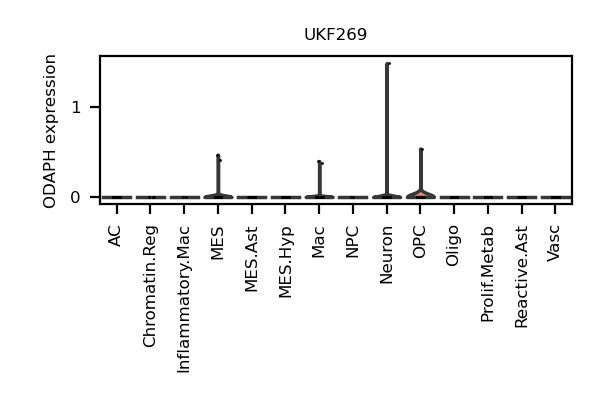 UKF269
ODAPH expression
1
0
AC
Chromatin.Reg
Inflammatory.Mac
MES
MES.Ast
MES.Hyp
Mac
NPC
Neuron
OPC
Oligo
Prolif.Metab
Reactive.Ast
Vasc